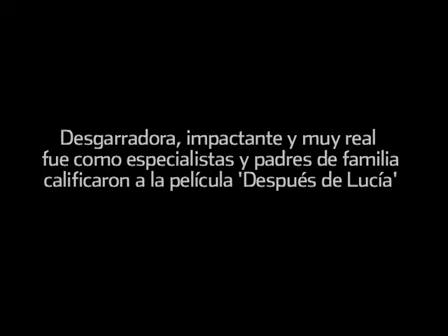 Desgarradora, impactante y muy real
fue como especialistas y padres de familia
calificaron a la película 'Después de Lucía'